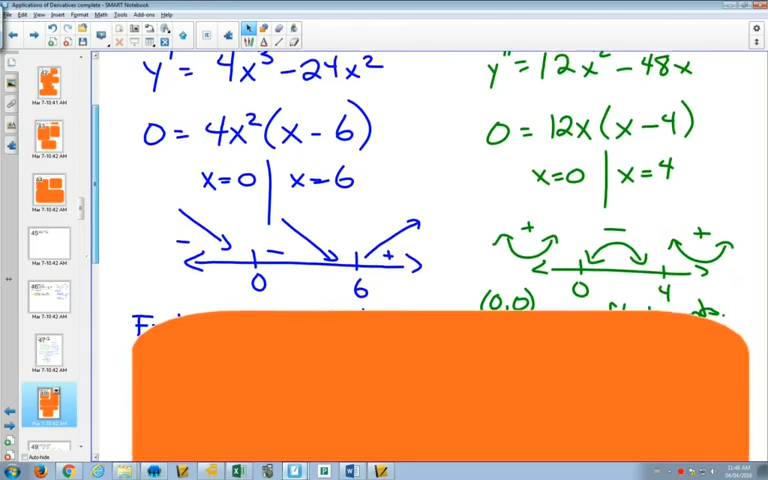 Applications of Derivatives complete - SMART Notebook
File Edit View Insert Format Math Tools Add-ons Help
y' = 4x³ - 24x²
0 = 4x²(x - 6)
x=0 | x=6
- - +
0 6
y" = 12x² - 48x
0 = 12x(x - 4)
x=0 | x=4
+ - +
0 4
(0,0)
Mar 7-10:41 AM
Mar 7-10:42 AM
Mar 7-10:42 AM
45
Mar 7-10:42 AM
46
Mar 7-10:42 AM
47
Mar 7-10:42 AM
Mar 7-10:42 AM
49
Auto-hide
11:46 AM
04/04/2016